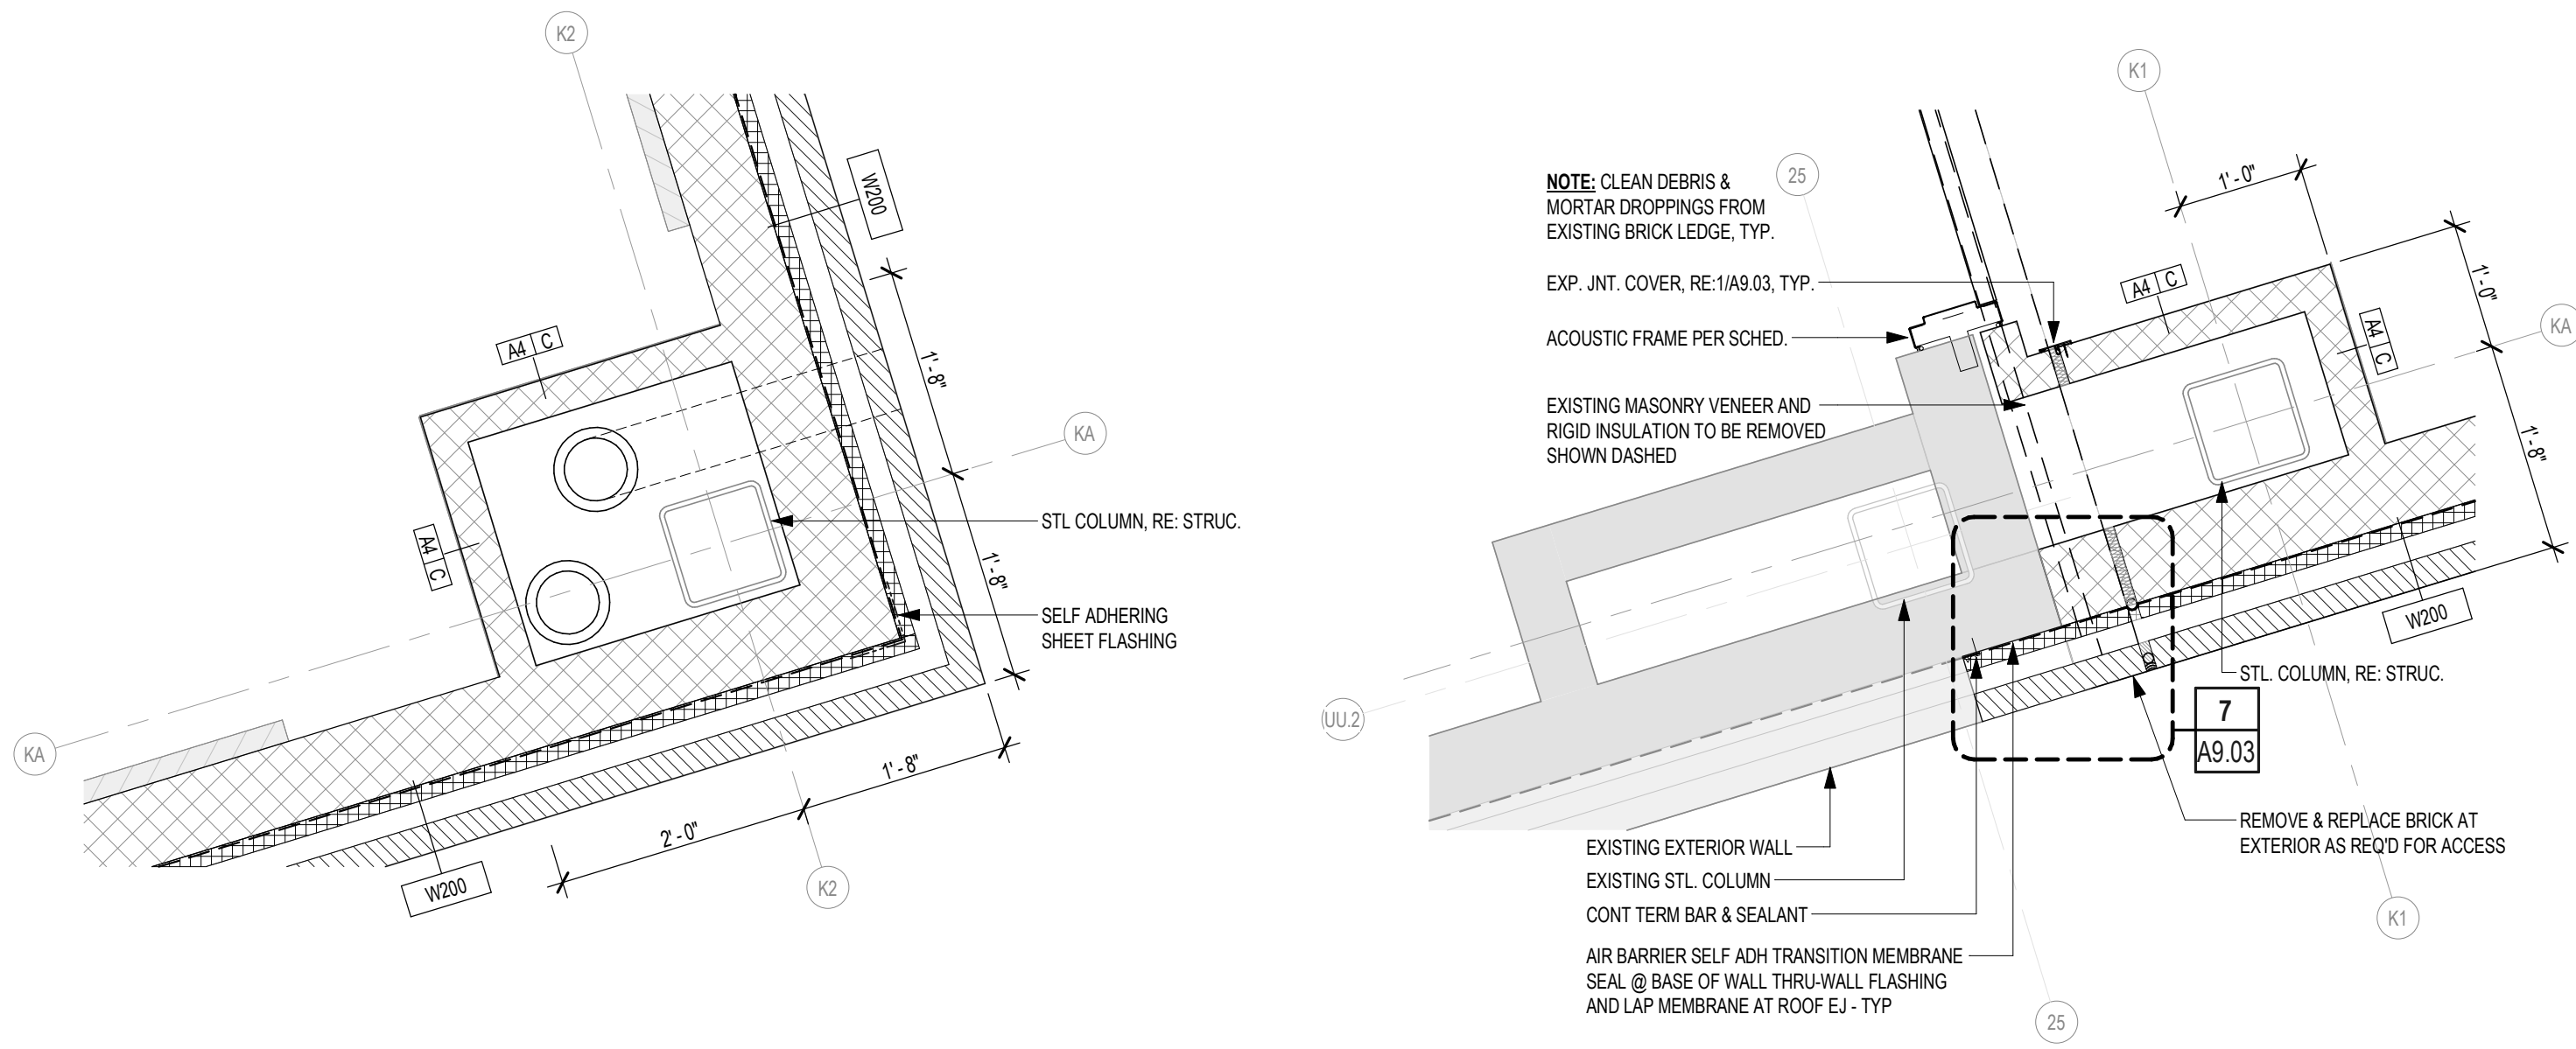 K2
W200
A4 C
1' - 8"
KA
A4 C
STL COLUMN, RE: STRUC.
1' - 8"
SELF ADHERING
SHEET FLASHING
KA
1' - 8"
2' - 0"
W200
K2
K1
25
1' - 0"
NOTE: CLEAN DEBRIS &
MORTAR DROPPINGS FROM
EXISTING BRICK LEDGE, TYP.
EXP. JNT. COVER, RE:1/A9.03, TYP.
A4 C
1' - 0"
KA
ACOUSTIC FRAME PER SCHED.
A4 C
EXISTING MASONRY VENEER AND
RIGID INSULATION TO BE REMOVED
SHOWN DASHED
1' - 8"
W200
STL. COLUMN, RE: STRUC.
UU.2
7
A9.03
REMOVE & REPLACE BRICK AT
EXTERIOR AS REQ'D FOR ACCESS
EXISTING EXTERIOR WALL
EXISTING STL. COLUMN
CONT TERM BAR & SEALANT
K1
AIR BARRIER SELF ADH TRANSITION MEMBRANE
SEAL @ BASE OF WALL THRU-WALL FLASHING
AND LAP MEMBRANE AT ROOF EJ - TYP
25